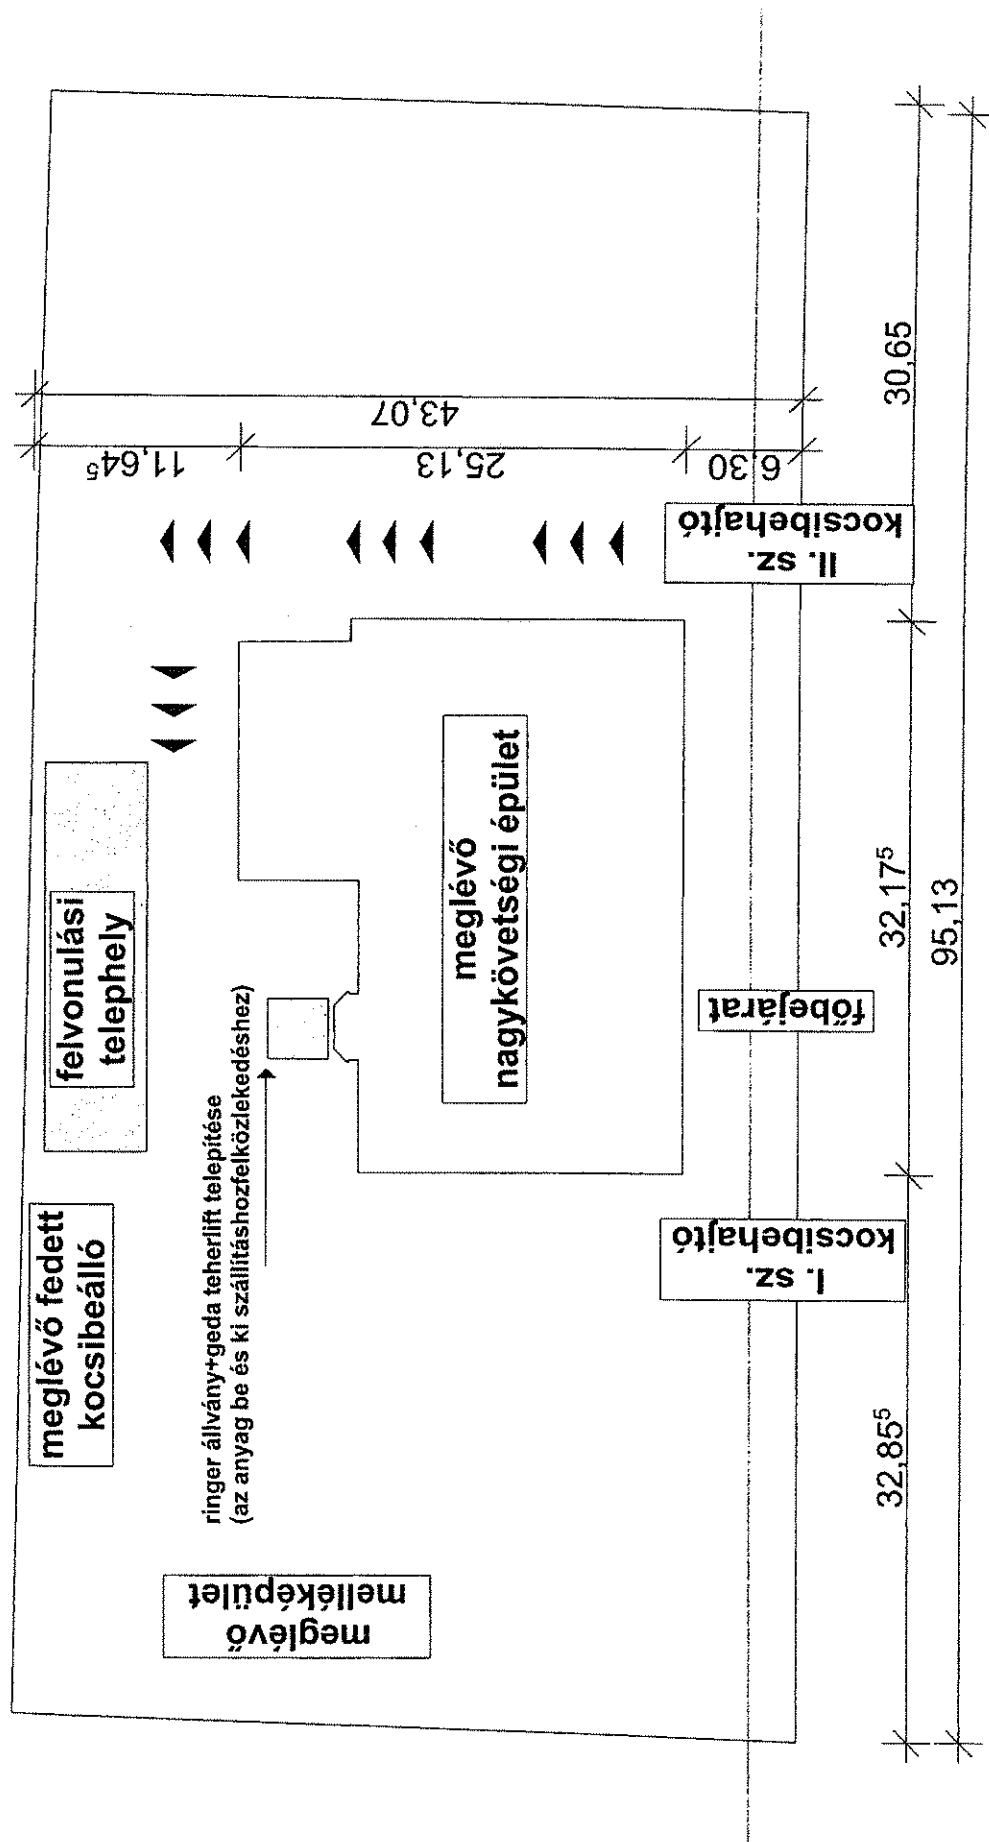 meglévő fedett
kocsibeálló
felvonulási
telephely
ringer állvány+geda teherlift telepítése
(az anyag be és ki szállításhozfelközlekedéshez)
meglévő
melléképület
meglévő
nagykövetségi épület
11,64⁵
25,13
6,30
43,07
I. sz.
kocsibehajtó
főbejárat
II. sz.
kocsibehajtó
32,85⁵
32,17⁵
30,65
95,13